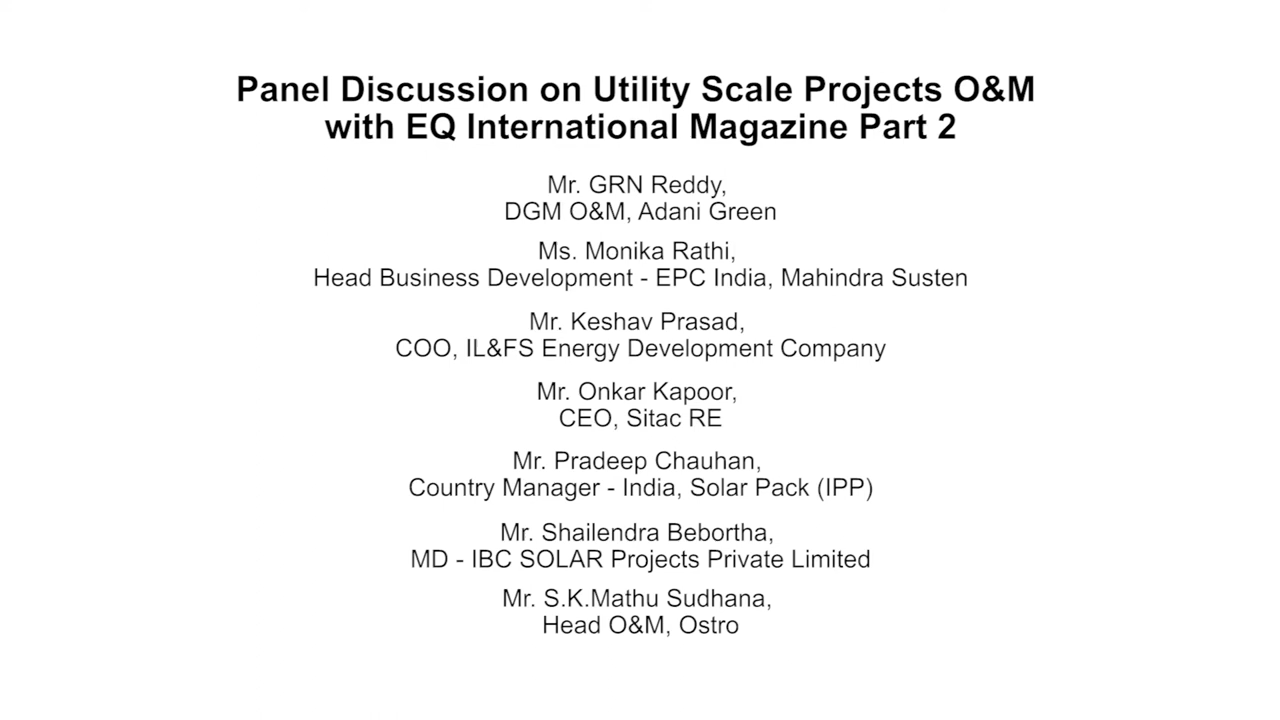 Panel Discussion on Utility Scale Projects O&M
with EQ International Magazine Part 2
Mr. GRN Reddy,
DGM O&M, Adani Green
Ms. Monika Rathi,
Head Business Development - EPC India, Mahindra Susten
Mr. Keshav Prasad,
COO, IL&FS Energy Development Company
Mr. Onkar Kapoor,
CEO, Sitac RE
Mr. Pradeep Chauhan,
Country Manager - India, Solar Pack (IPP)
Mr. Shailendra Bebortha,
MD - IBC SOLAR Projects Private Limited
Mr. S.K.Mathu Sudhana,
Head O&M, Ostro